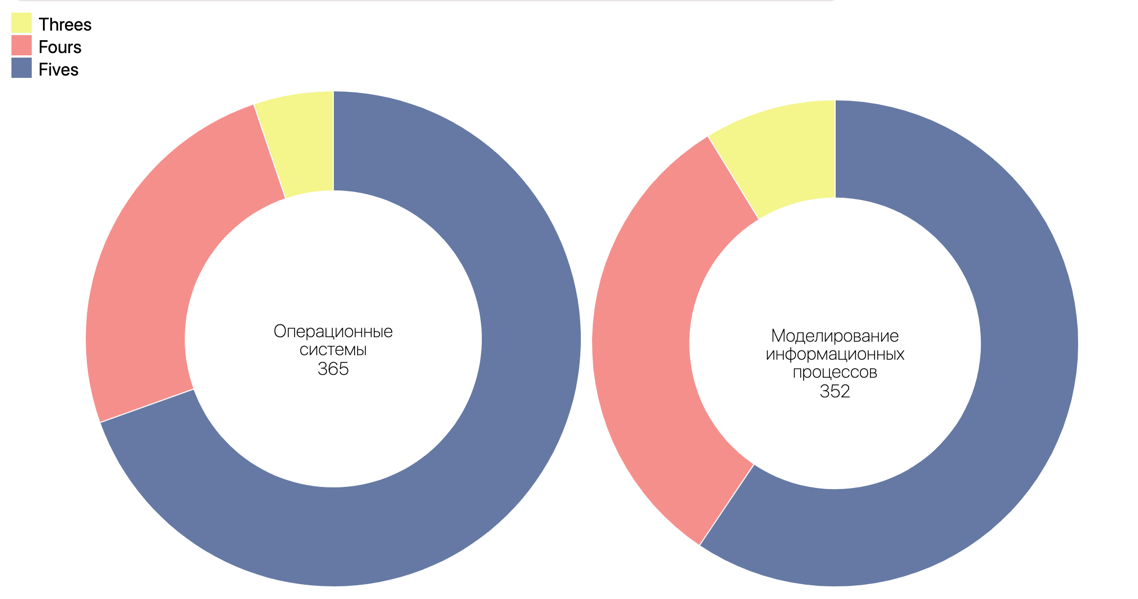 Threes
Fours
Fives
Операционные
системы
365
Моделирование
информационных
процессов
352